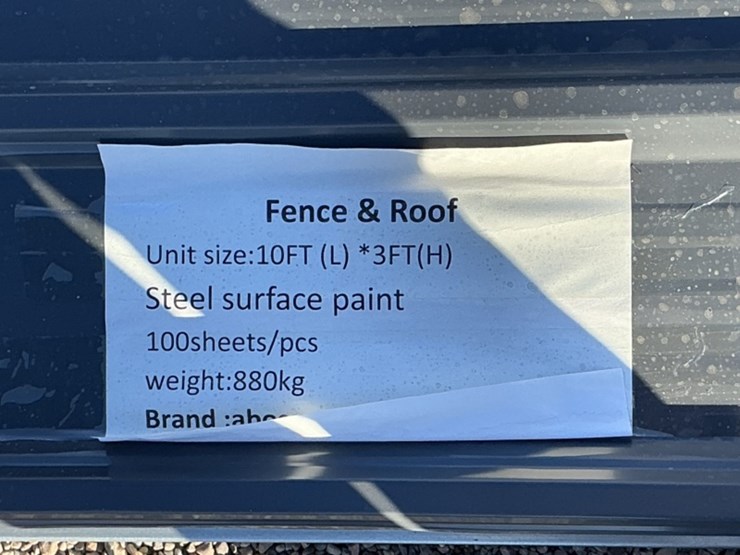 Fence & Roof
Unit size:10FT (L) *3FT(H)
Steel surface paint
100sheets/pcs
weight:880kg
Brand